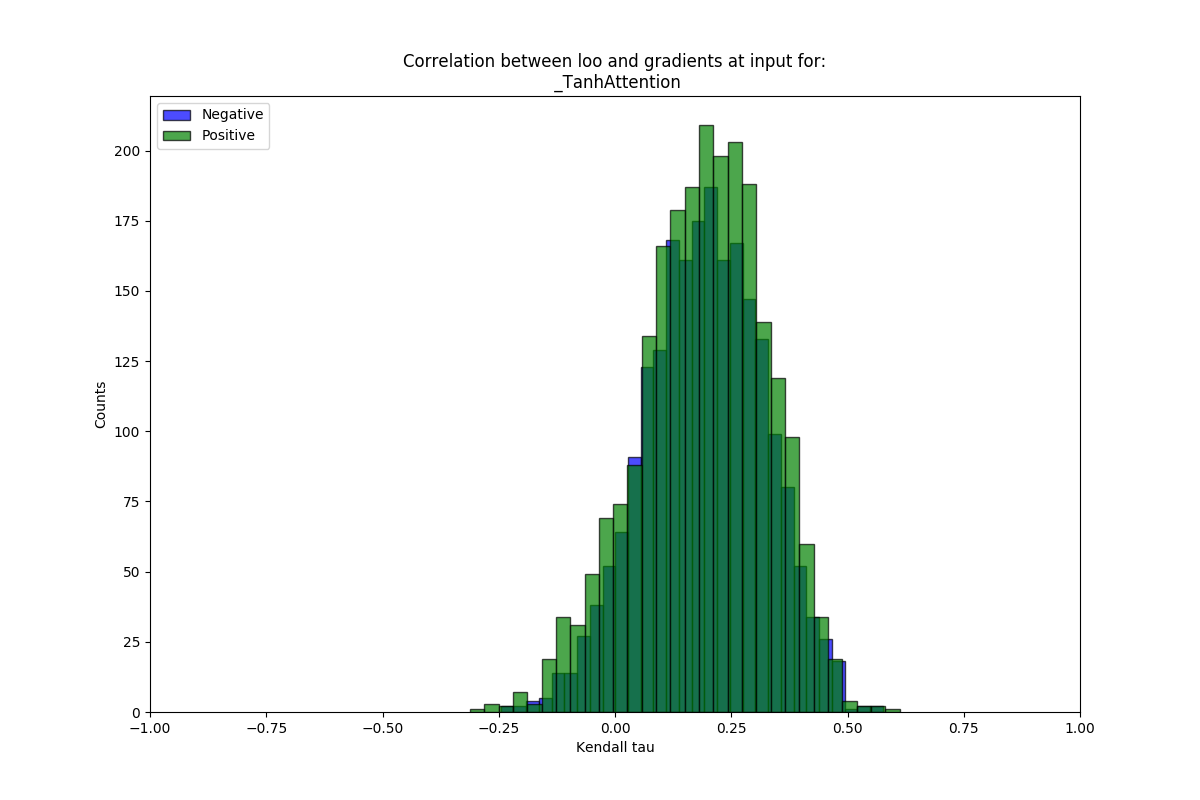 Correlation between loo and gradients at input for:
_TanhAttention
Negative
Positive
200
175
150
125
100
75
50
25
0
Counts
−1.00 −0.75 −0.50 −0.25 0.00 0.25 0.50 0.75 1.00
Kendall tau